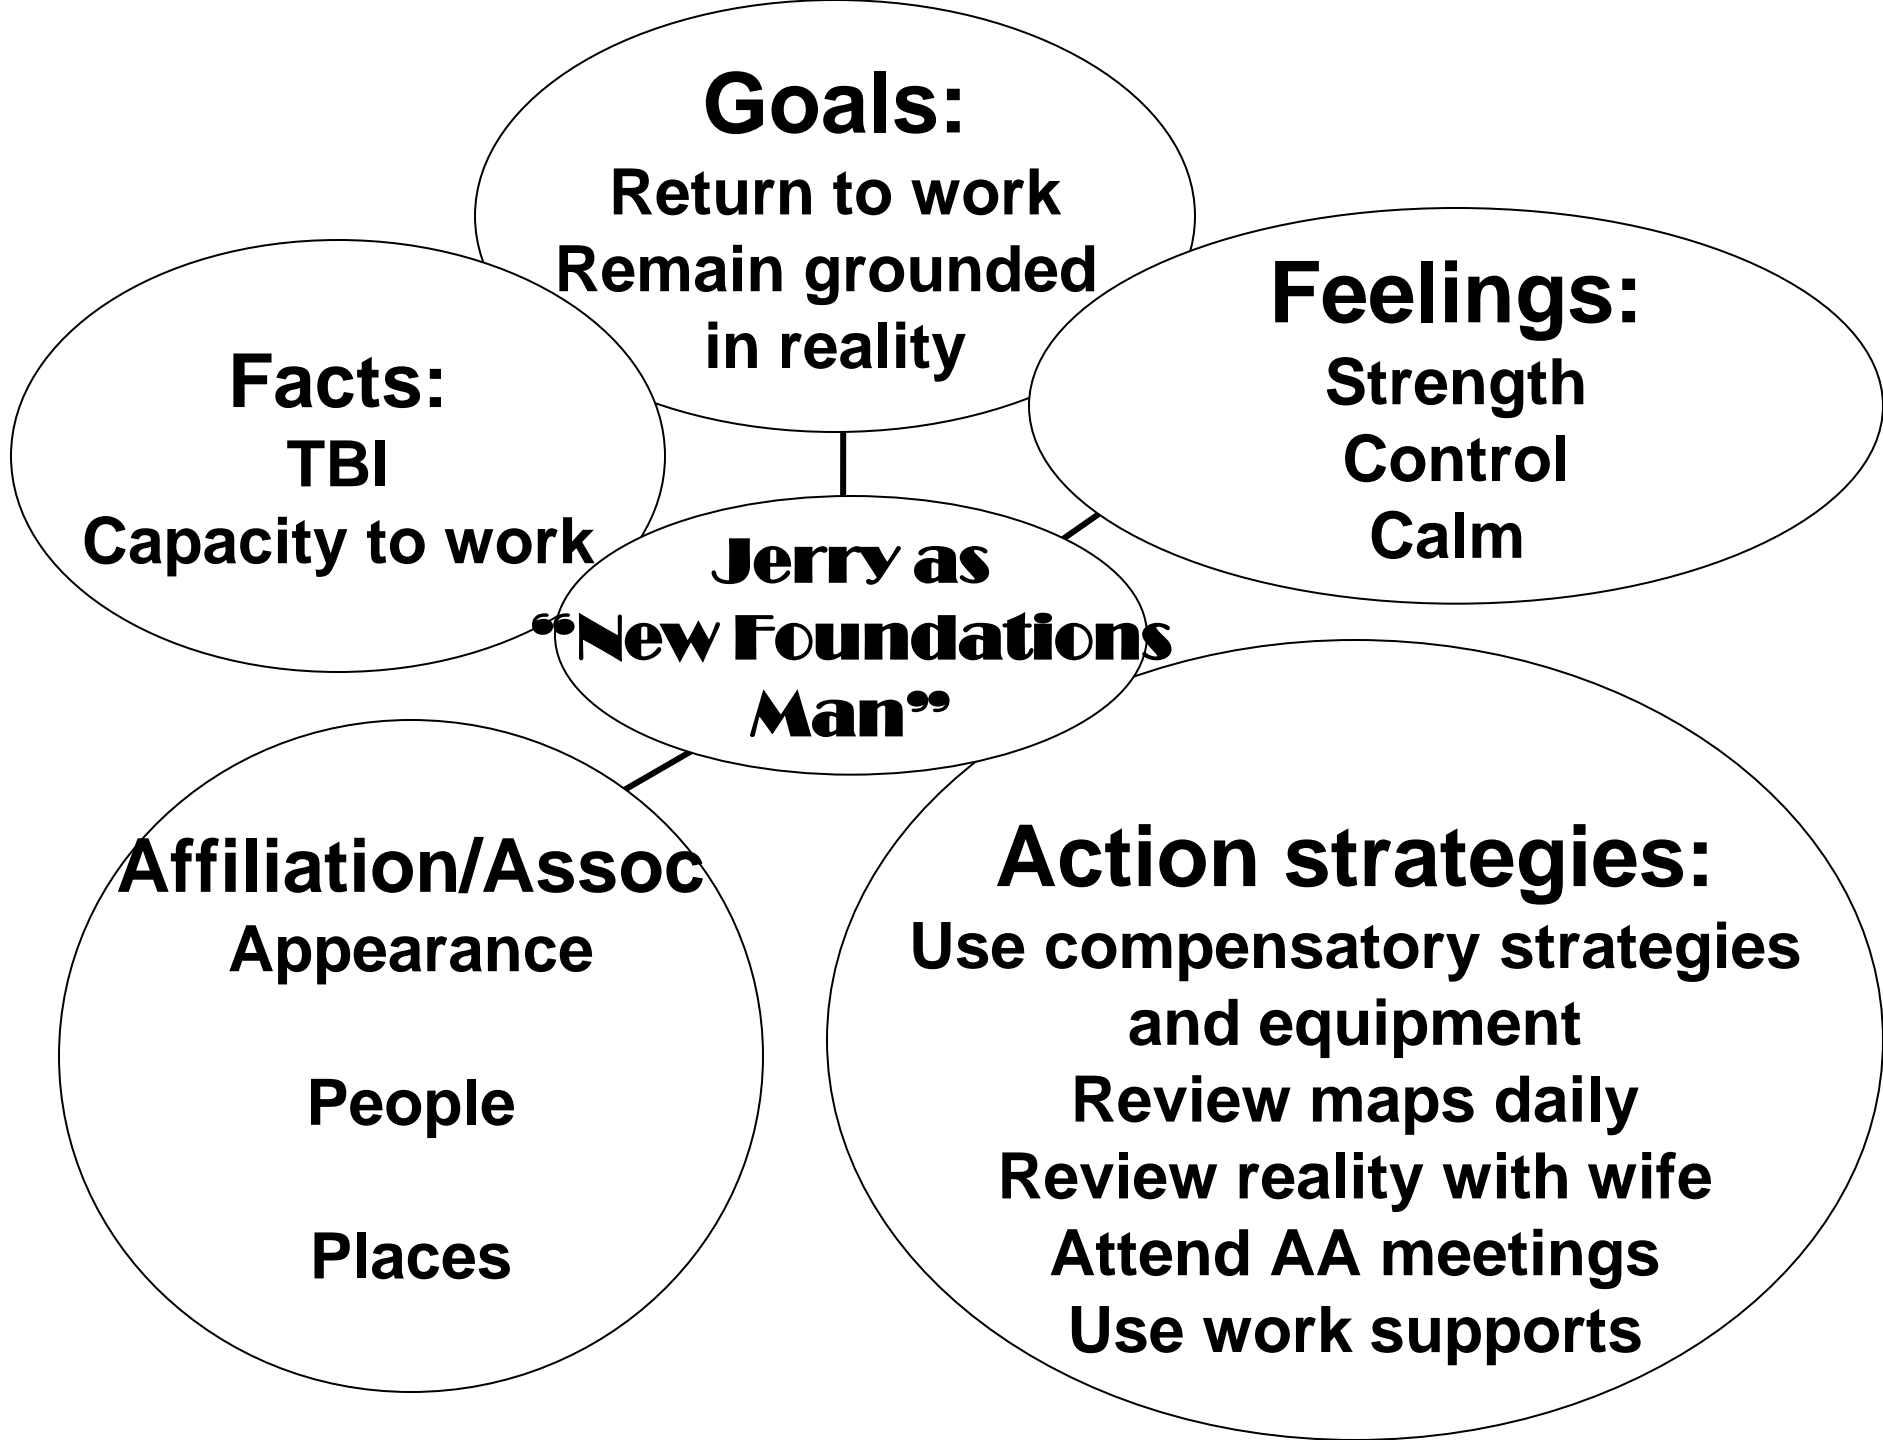 Goals:
Return to work
Remain grounded
in reality
Feelings:
Strength
Control
Calm
Facts:
TBI
Capacity to work
Jerry as
“New Foundations
Man”
Affiliation/Assoc
Appearance
People
Places
Action strategies:
Use compensatory strategies
and equipment
Review maps daily
Review reality with wife
Attend AA meetings
Use work supports